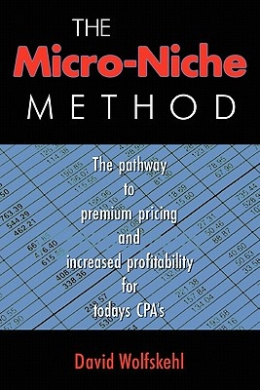 THE
Micro-Niche
METHOD
The pathway
to
premium pricing
and
increased profitability
for
todays CPA's
David Wolfskehl